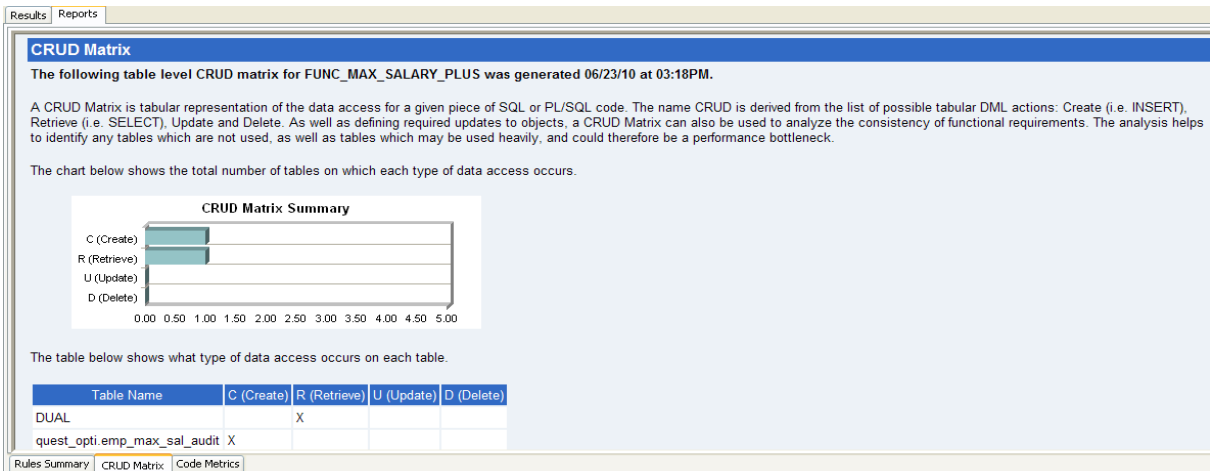 Results Reports
CRUD Matrix
The following table level CRUD matrix for FUNC_MAX_SALARY_PLUS was generated 06/23/10 at 03:18PM.
A CRUD Matrix is tabular representation of the data access for a given piece of SQL or PL/SQL code. The name CRUD is derived from the list of possible tabular DML actions: Create (i.e. INSERT),
Retrieve (i.e. SELECT), Update and Delete. As well as defining required updates to objects, a CRUD Matrix can also be used to analyze the consistency of functional requirements. The analysis helps
to identify any tables which are not used, as well as tables which may be used heavily, and could therefore be a performance bottleneck.
The chart below shows the total number of tables on which each type of data access occurs.
CRUD Matrix Summary
C (Create)
R (Retrieve)
U (Update)
D (Delete)
0.00 0.50 1.00 1.50 2.00 2.50 3.00 3.50 4.00 4.50 5.00
The table below shows what type of data access occurs on each table.
Table Name C (Create) R (Retrieve) U (Update) D (Delete)
DUAL X
quest_opti.emp_max_sal_audit X
Rules Summary CRUD Matrix Code Metrics